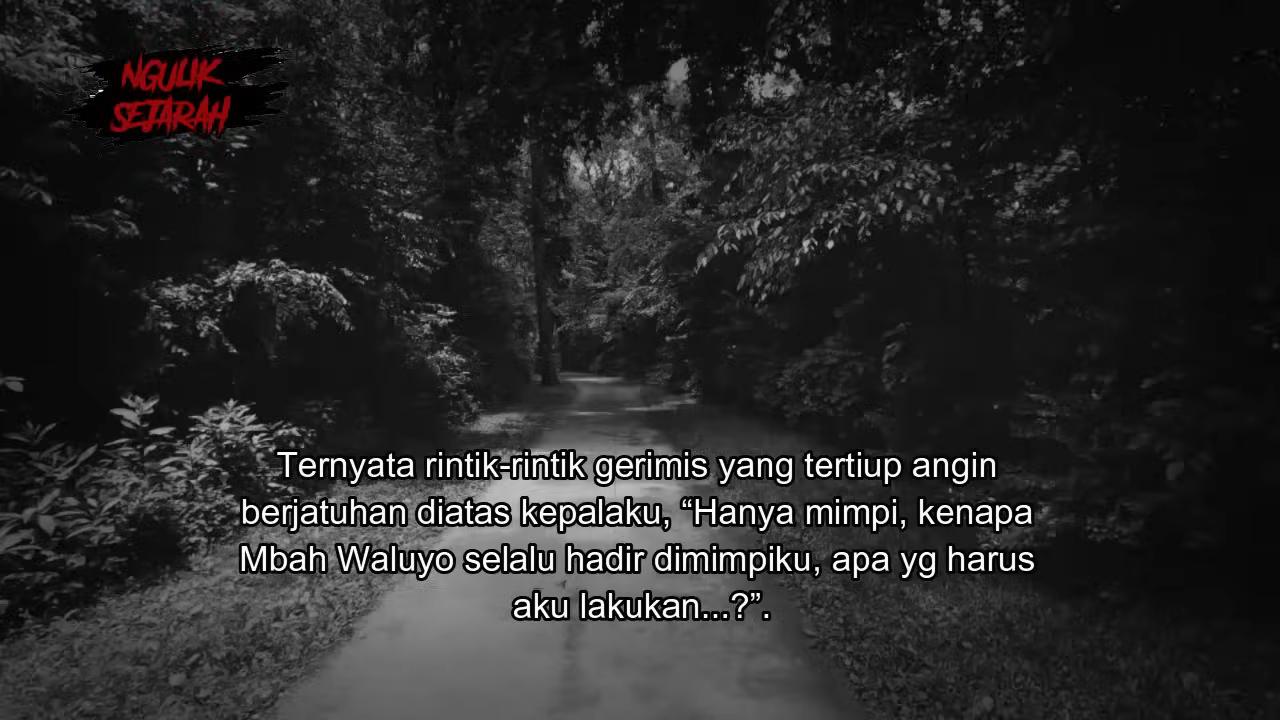 NGULIK
SEJARAH
Ternyata rintik-rintik gerimis yang tertiup angin
berjatuhan diatas kepalaku, “Hanya mimpi, kenapa
Mbah Waluyo selalu hadir dimimpiku, apa yg harus
aku lakukan...?”.